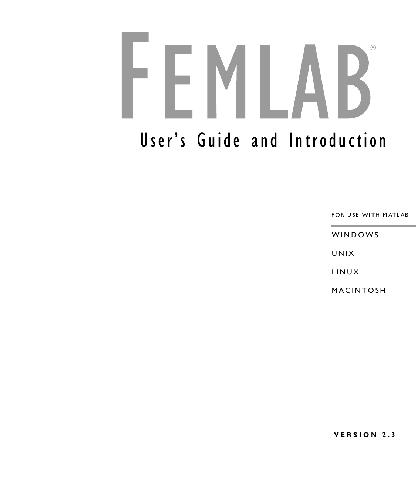 FEMLAB®
User's Guide and Introduction
FOR USE WITH MATLAB
WINDOWS
UNIX
LINUX
MACINTOSH
VERSION 2.3